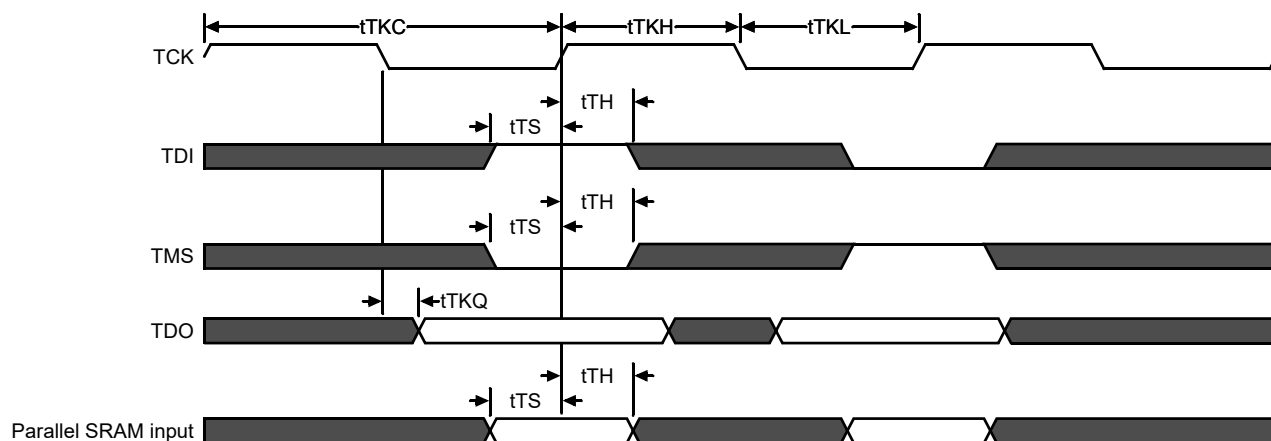 tTKC tTKH tTKL
TCK
tTH
tTS
TDI
tTH
tTS
TMS
tTKQ
TDO
tTH
tTS
Parallel SRAM input